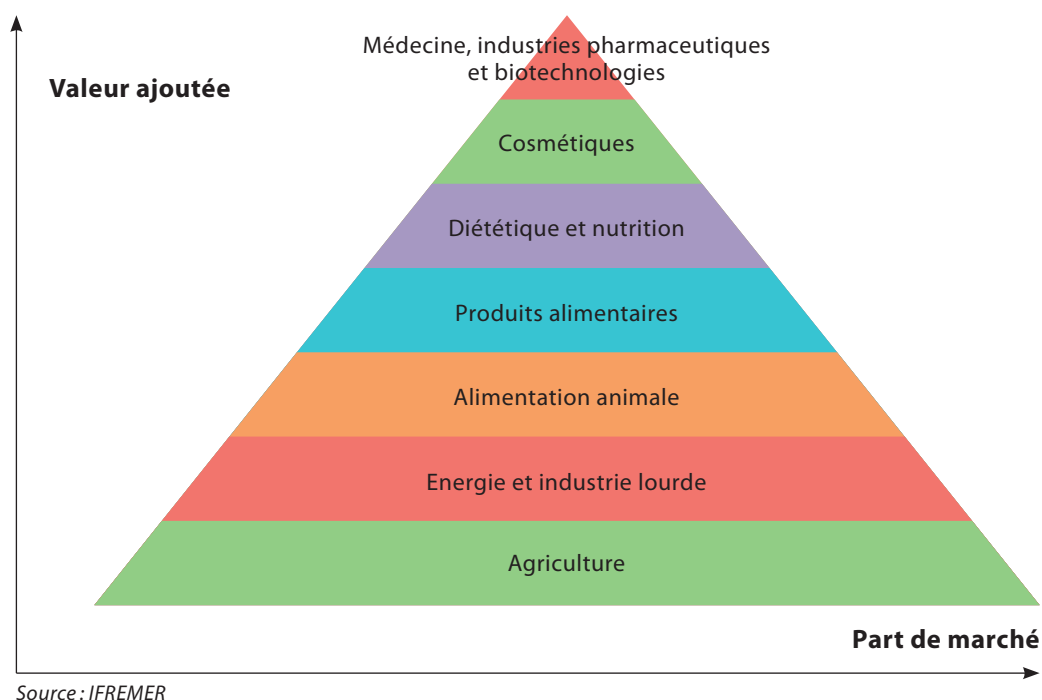 Médecine, industries pharmaceutiques
et biotechnologies
Valeur ajoutée
Cosmétiques
Diététique et nutrition
Produits alimentaires
Alimentation animale
Energie et industrie lourde
Agriculture
Part de marché
Source : IFREMER